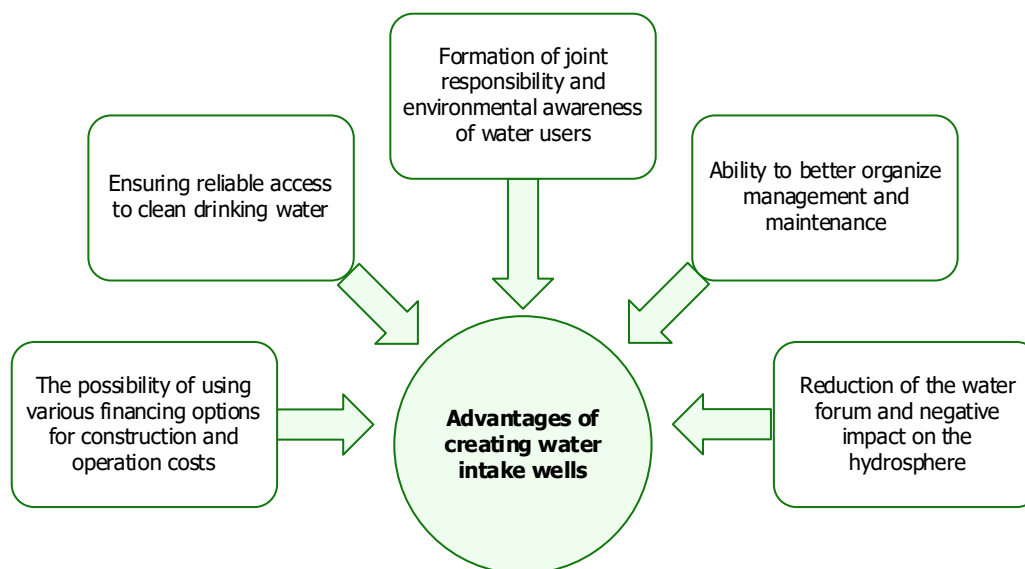 Formation of joint
responsibility and
environmental awareness
of water users
Ensuring reliable access
to clean drinking water
Ability to better organize
management and
maintenance
The possibility of using
various financing options
for construction and
operation costs
Advantages of
creating water
intake wells
Reduction of the water
forum and negative
impact on the
hydrosphere